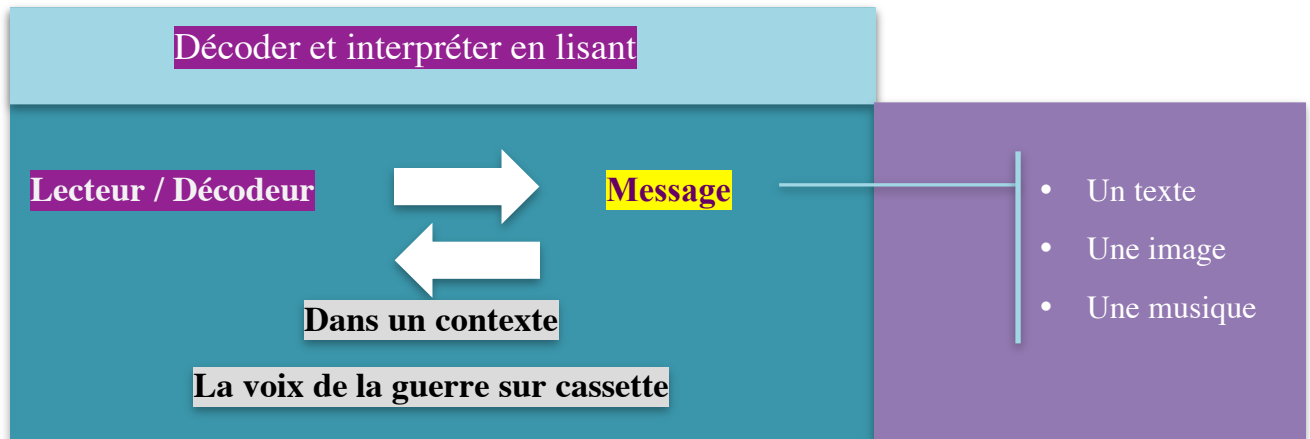 Décoder et interpréter en lisant
Lecteur / Décodeur
Message
Dans un contexte
La voix de la guerre sur cassette
• Un texte
• Une image
• Une musique